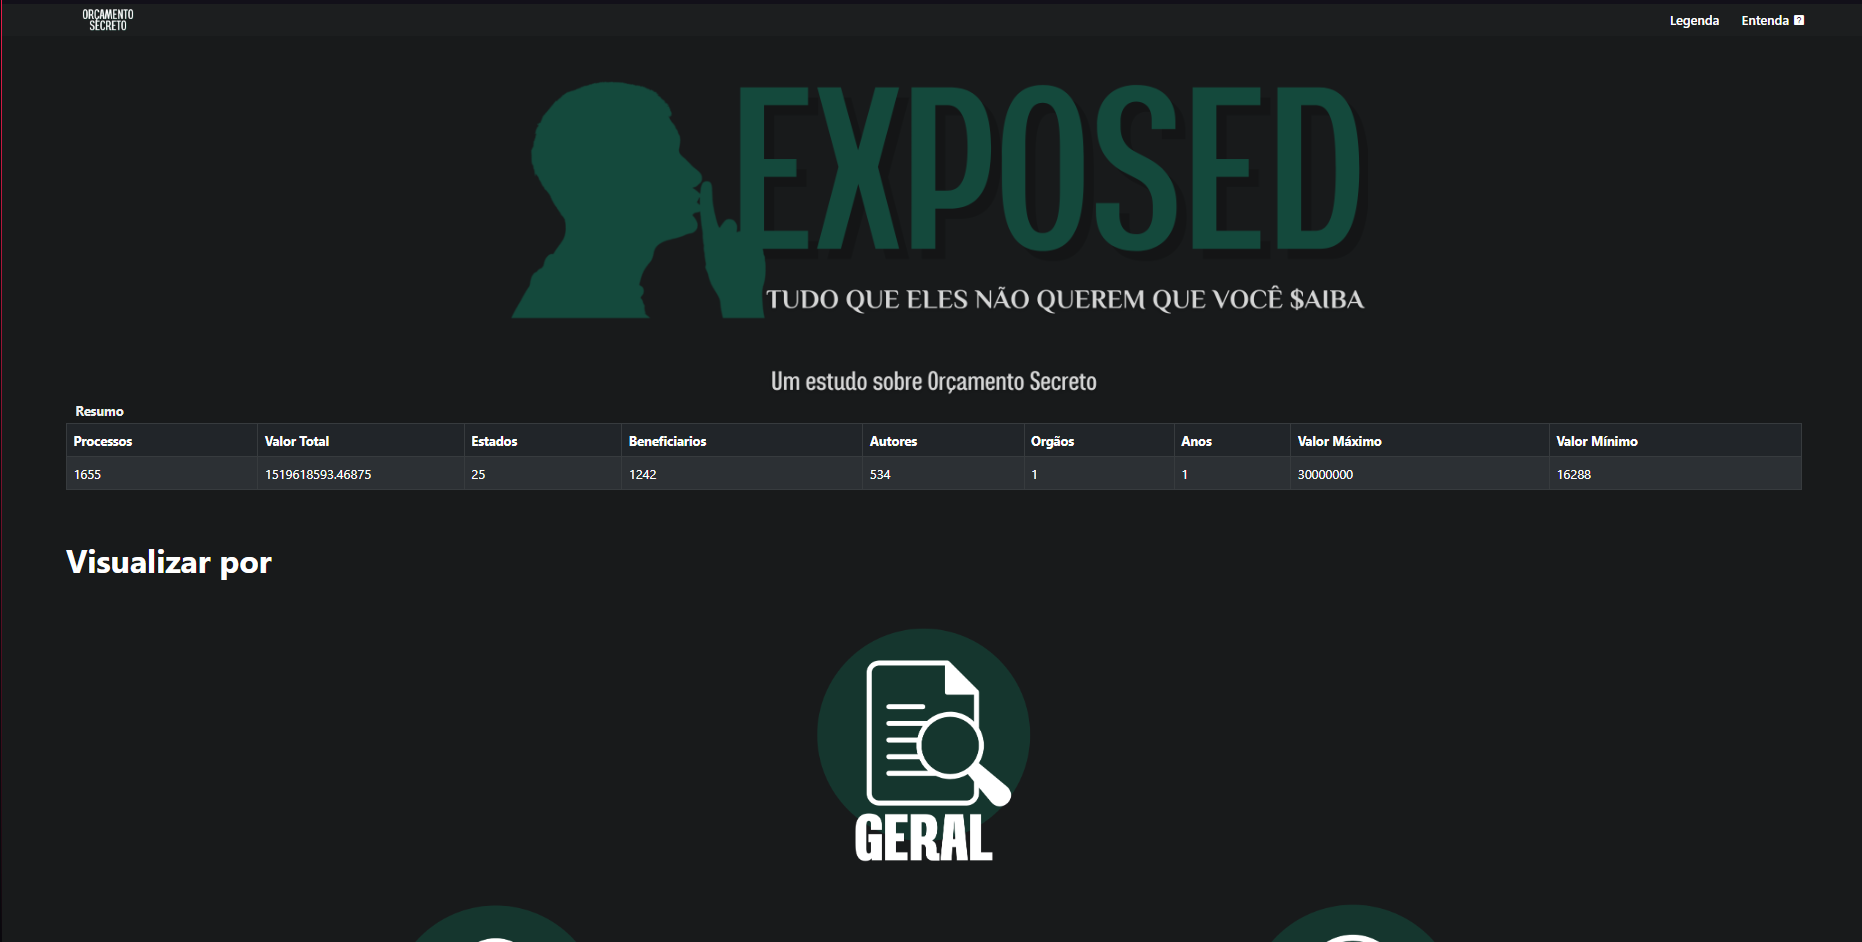 ORÇAMENTO
SECRETO
Legenda
Entenda ?
EXPOSED
TUDO QUE ELES NÃO QUEREM QUE VOCÊ $AIBA
Um estudo sobre Orçamento Secreto
Resumo
Processos Valor Total Estados Beneficiarios Autores Orgãos Anos Valor Máximo Valor Mínimo
1655 1519618593.46875 25 1242 534 1 1 30000000 16288
Visualizar por
GERAL